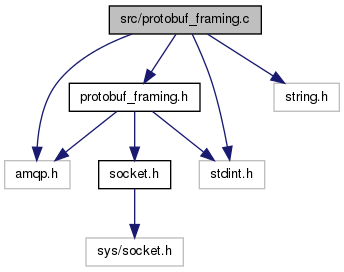 src/protobuf_framing.c
protobuf_framing.h
string.h
amqp.h
socket.h
stdint.h
sys/socket.h